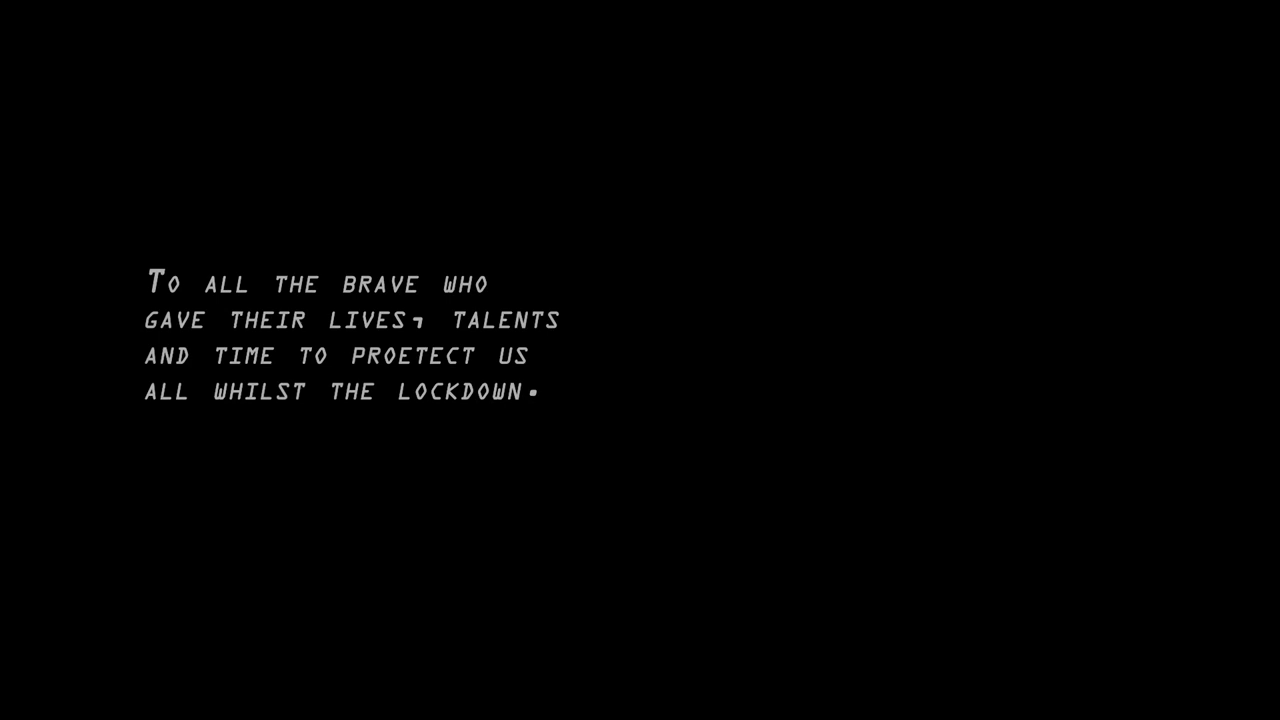 To all the brave who
gave their lives, talents
and time to proetect us
all whilst the lockdown.